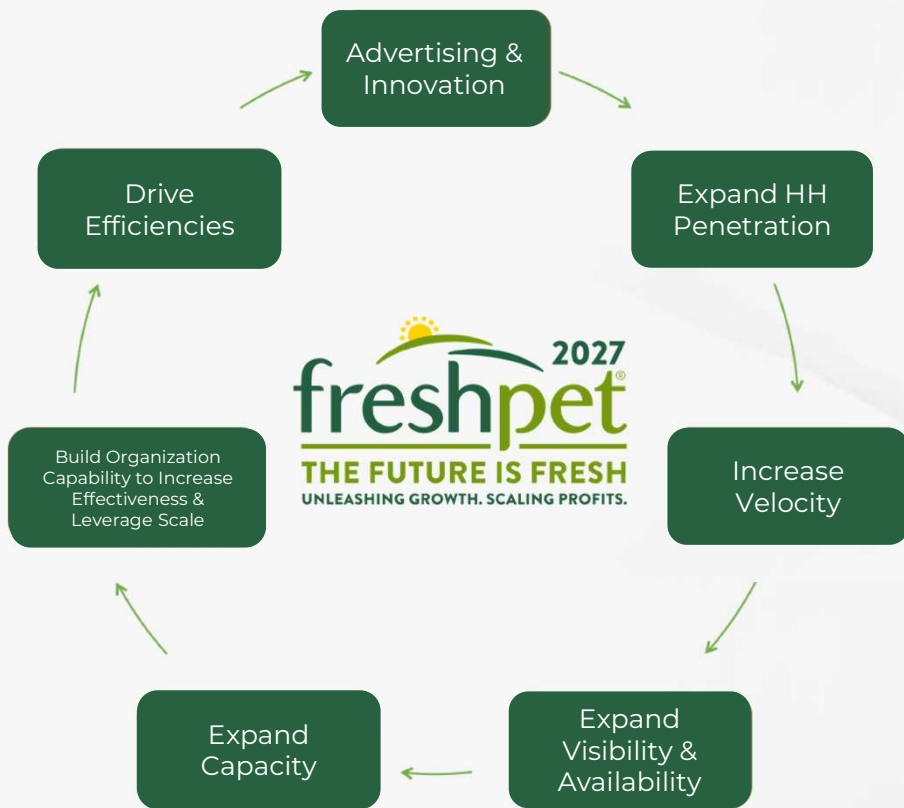 Advertising &
Innovation
Expand HH
Penetration
Increase
Velocity
Expand
Visibility &
Availability
Expand
Capacity
Build Organization
Capability to Increase
Effectiveness &
Leverage Scale
Drive
Efficiencies
2027
freshpet®
THE FUTURE IS FRESH
UNLEASHING GROWTH. SCALING PROFITS.